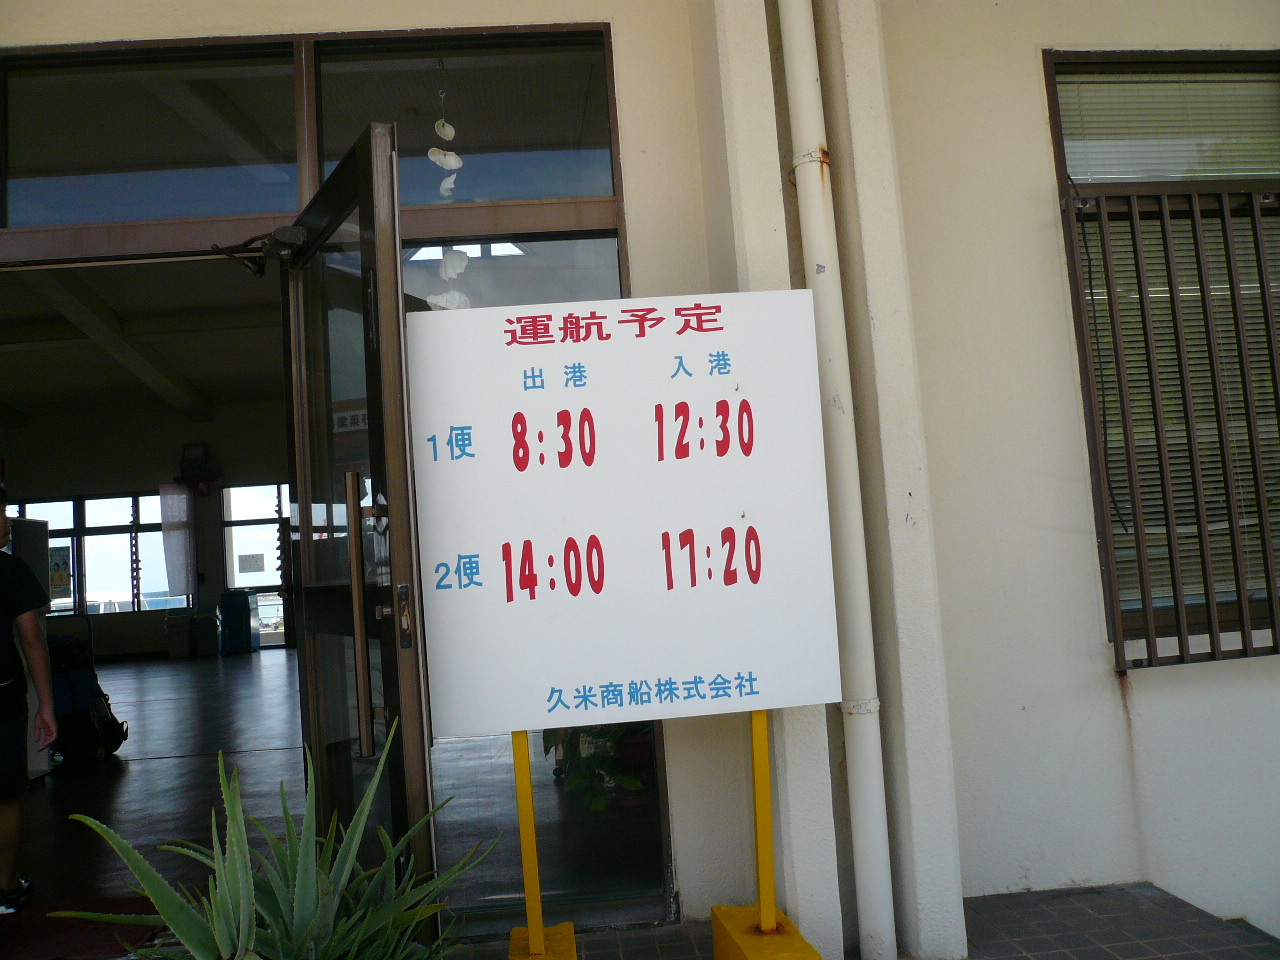 運航予定
出港 入港
1便 8:30 12:30
2便 14:00 17:20
久米商船株式会社